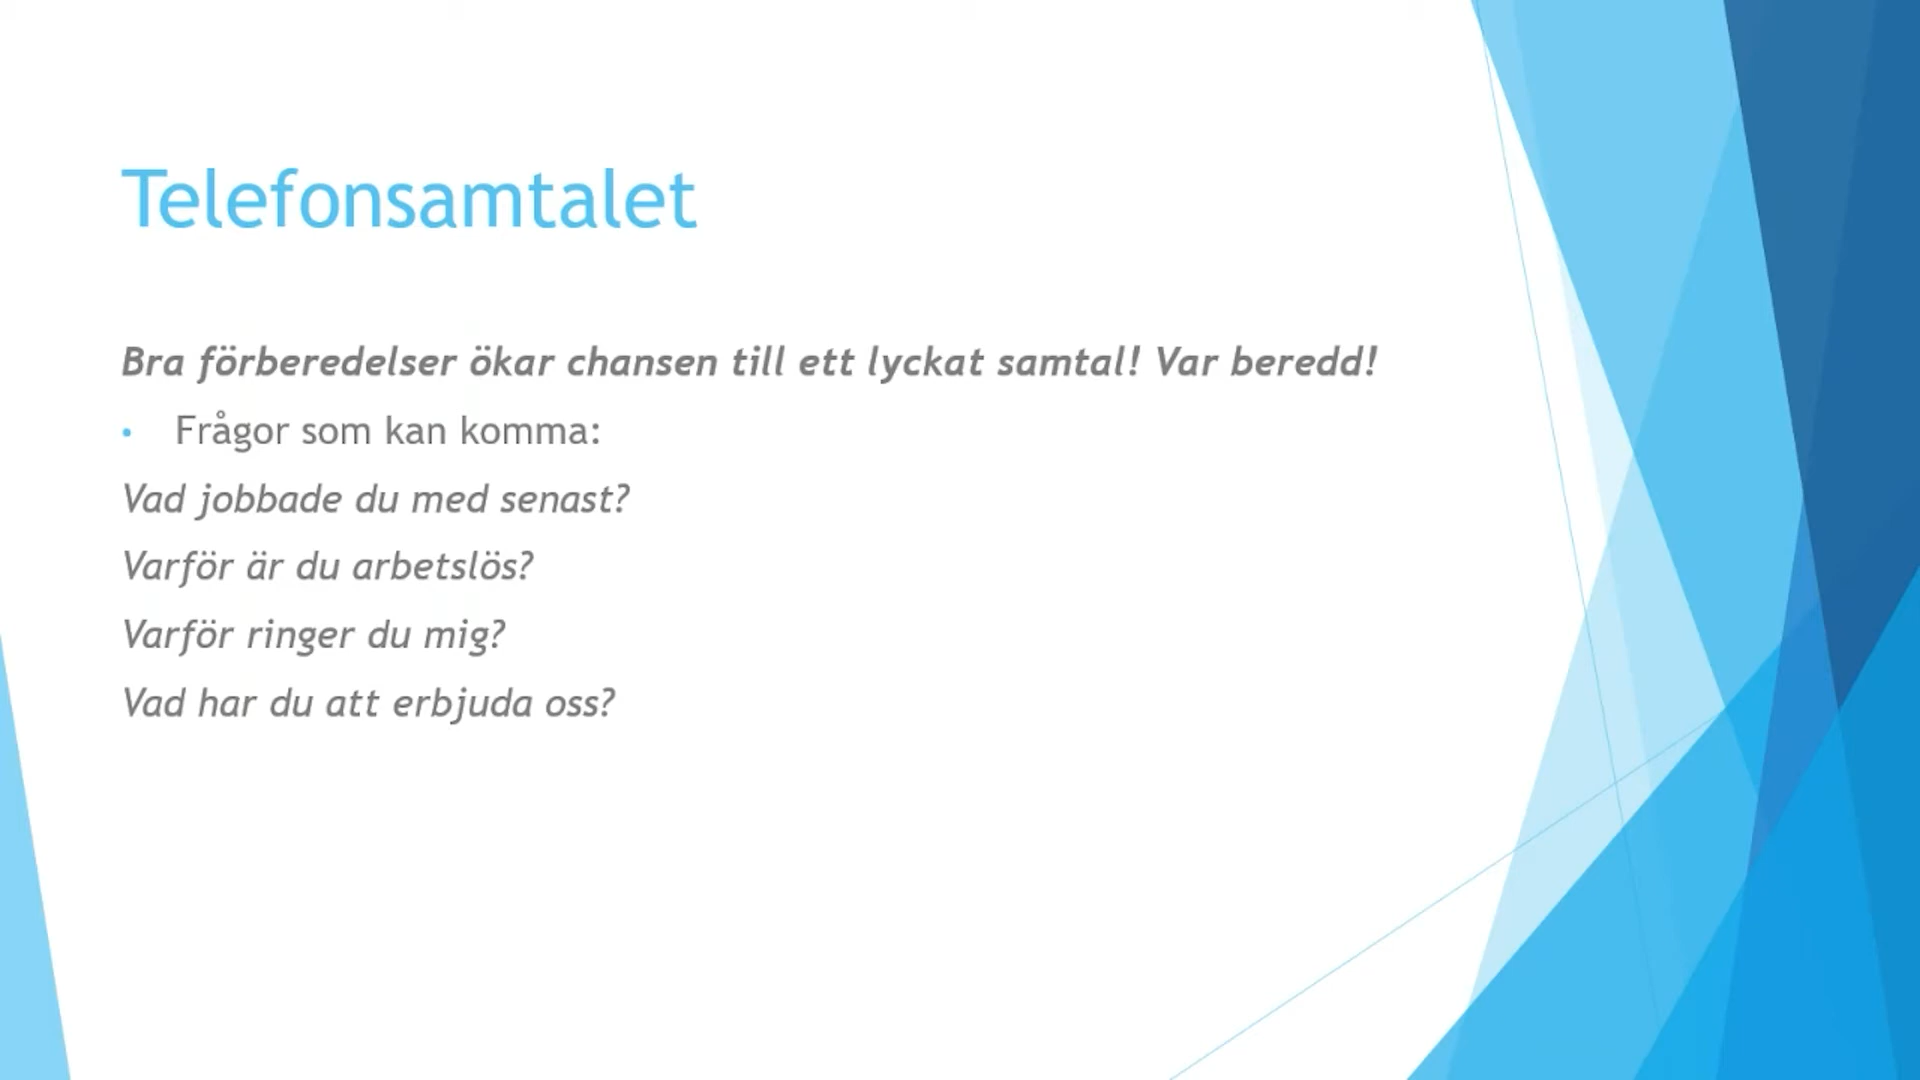 Telefonsamtalet
Bra förberedelser ökar chansen till ett lyckat samtal! Var beredd!
• Frågor som kan komma:
Vad jobbade du med senast?
Varför är du arbetslös?
Varför ringer du mig?
Vad har du att erbjuda oss?